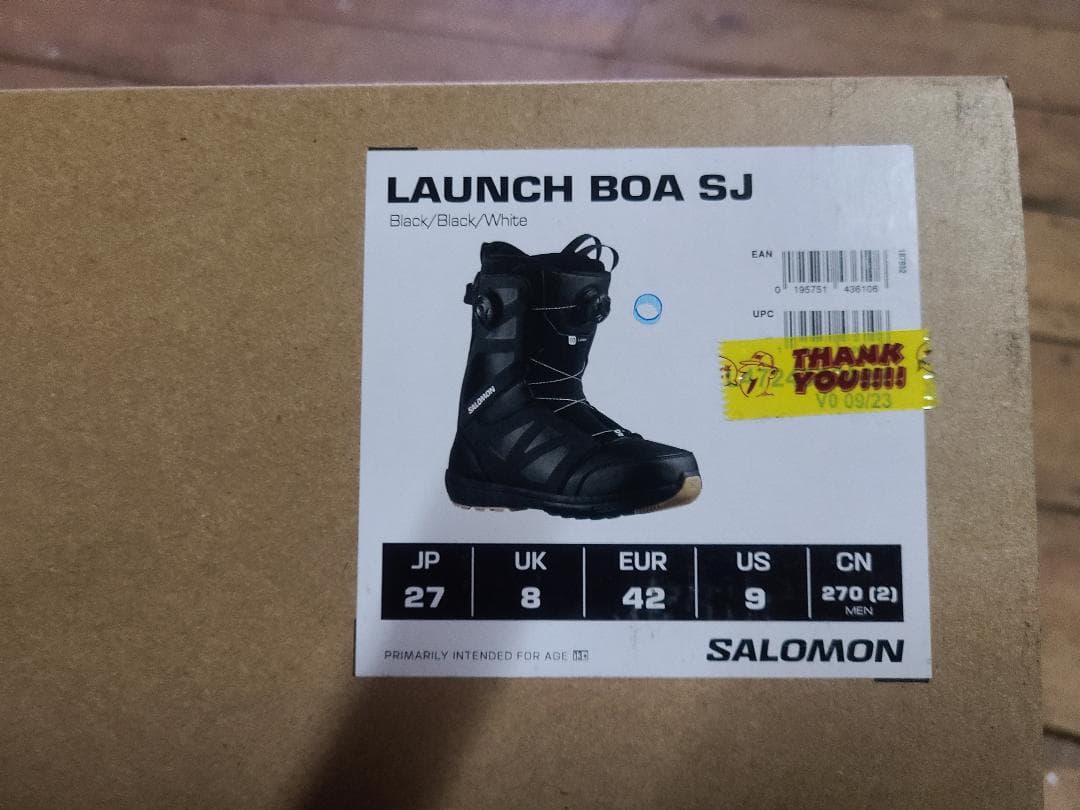 LAUNCH BOA SJ
Black/Black/White
EAN
0 195751 436106
UPC
THANK
YOU!!!!
V0 09/23
SALOMON
JP UK EUR US CN
27 8 42 9 270 (2)
MEN
PRIMARILY INTENDED FOR AGE
SALOMON